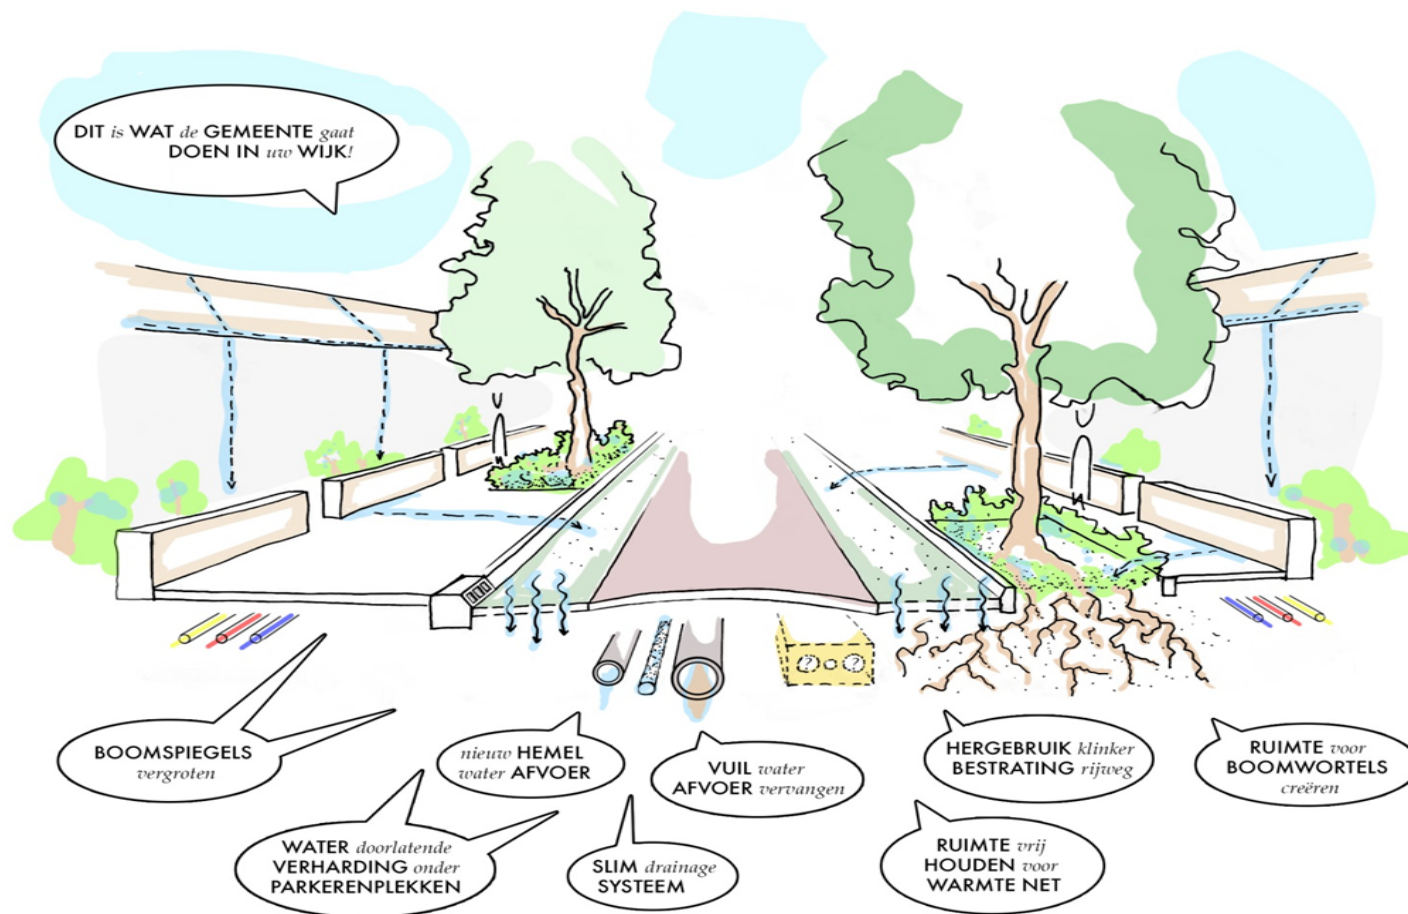 DIT is WAT de GEMEENTE gaat
DOEN IN uw WIJK!
? ?
BOOMSPIEGELS
vergroten
nieuw HEMEL
water AFVOER
VUIL water
AFVOER vervangen
HERGEBRUIK klinker
BESTRATING rijweg
RUIMTE voor
BOOMWORTELS
creëren
WATER doorlatende
VERHARDING onder
PARKERENPLEKKEN
SLIM drainage
SYSTEEM
RUIMTE vrij
HOUDEN voor
WARMTE NET